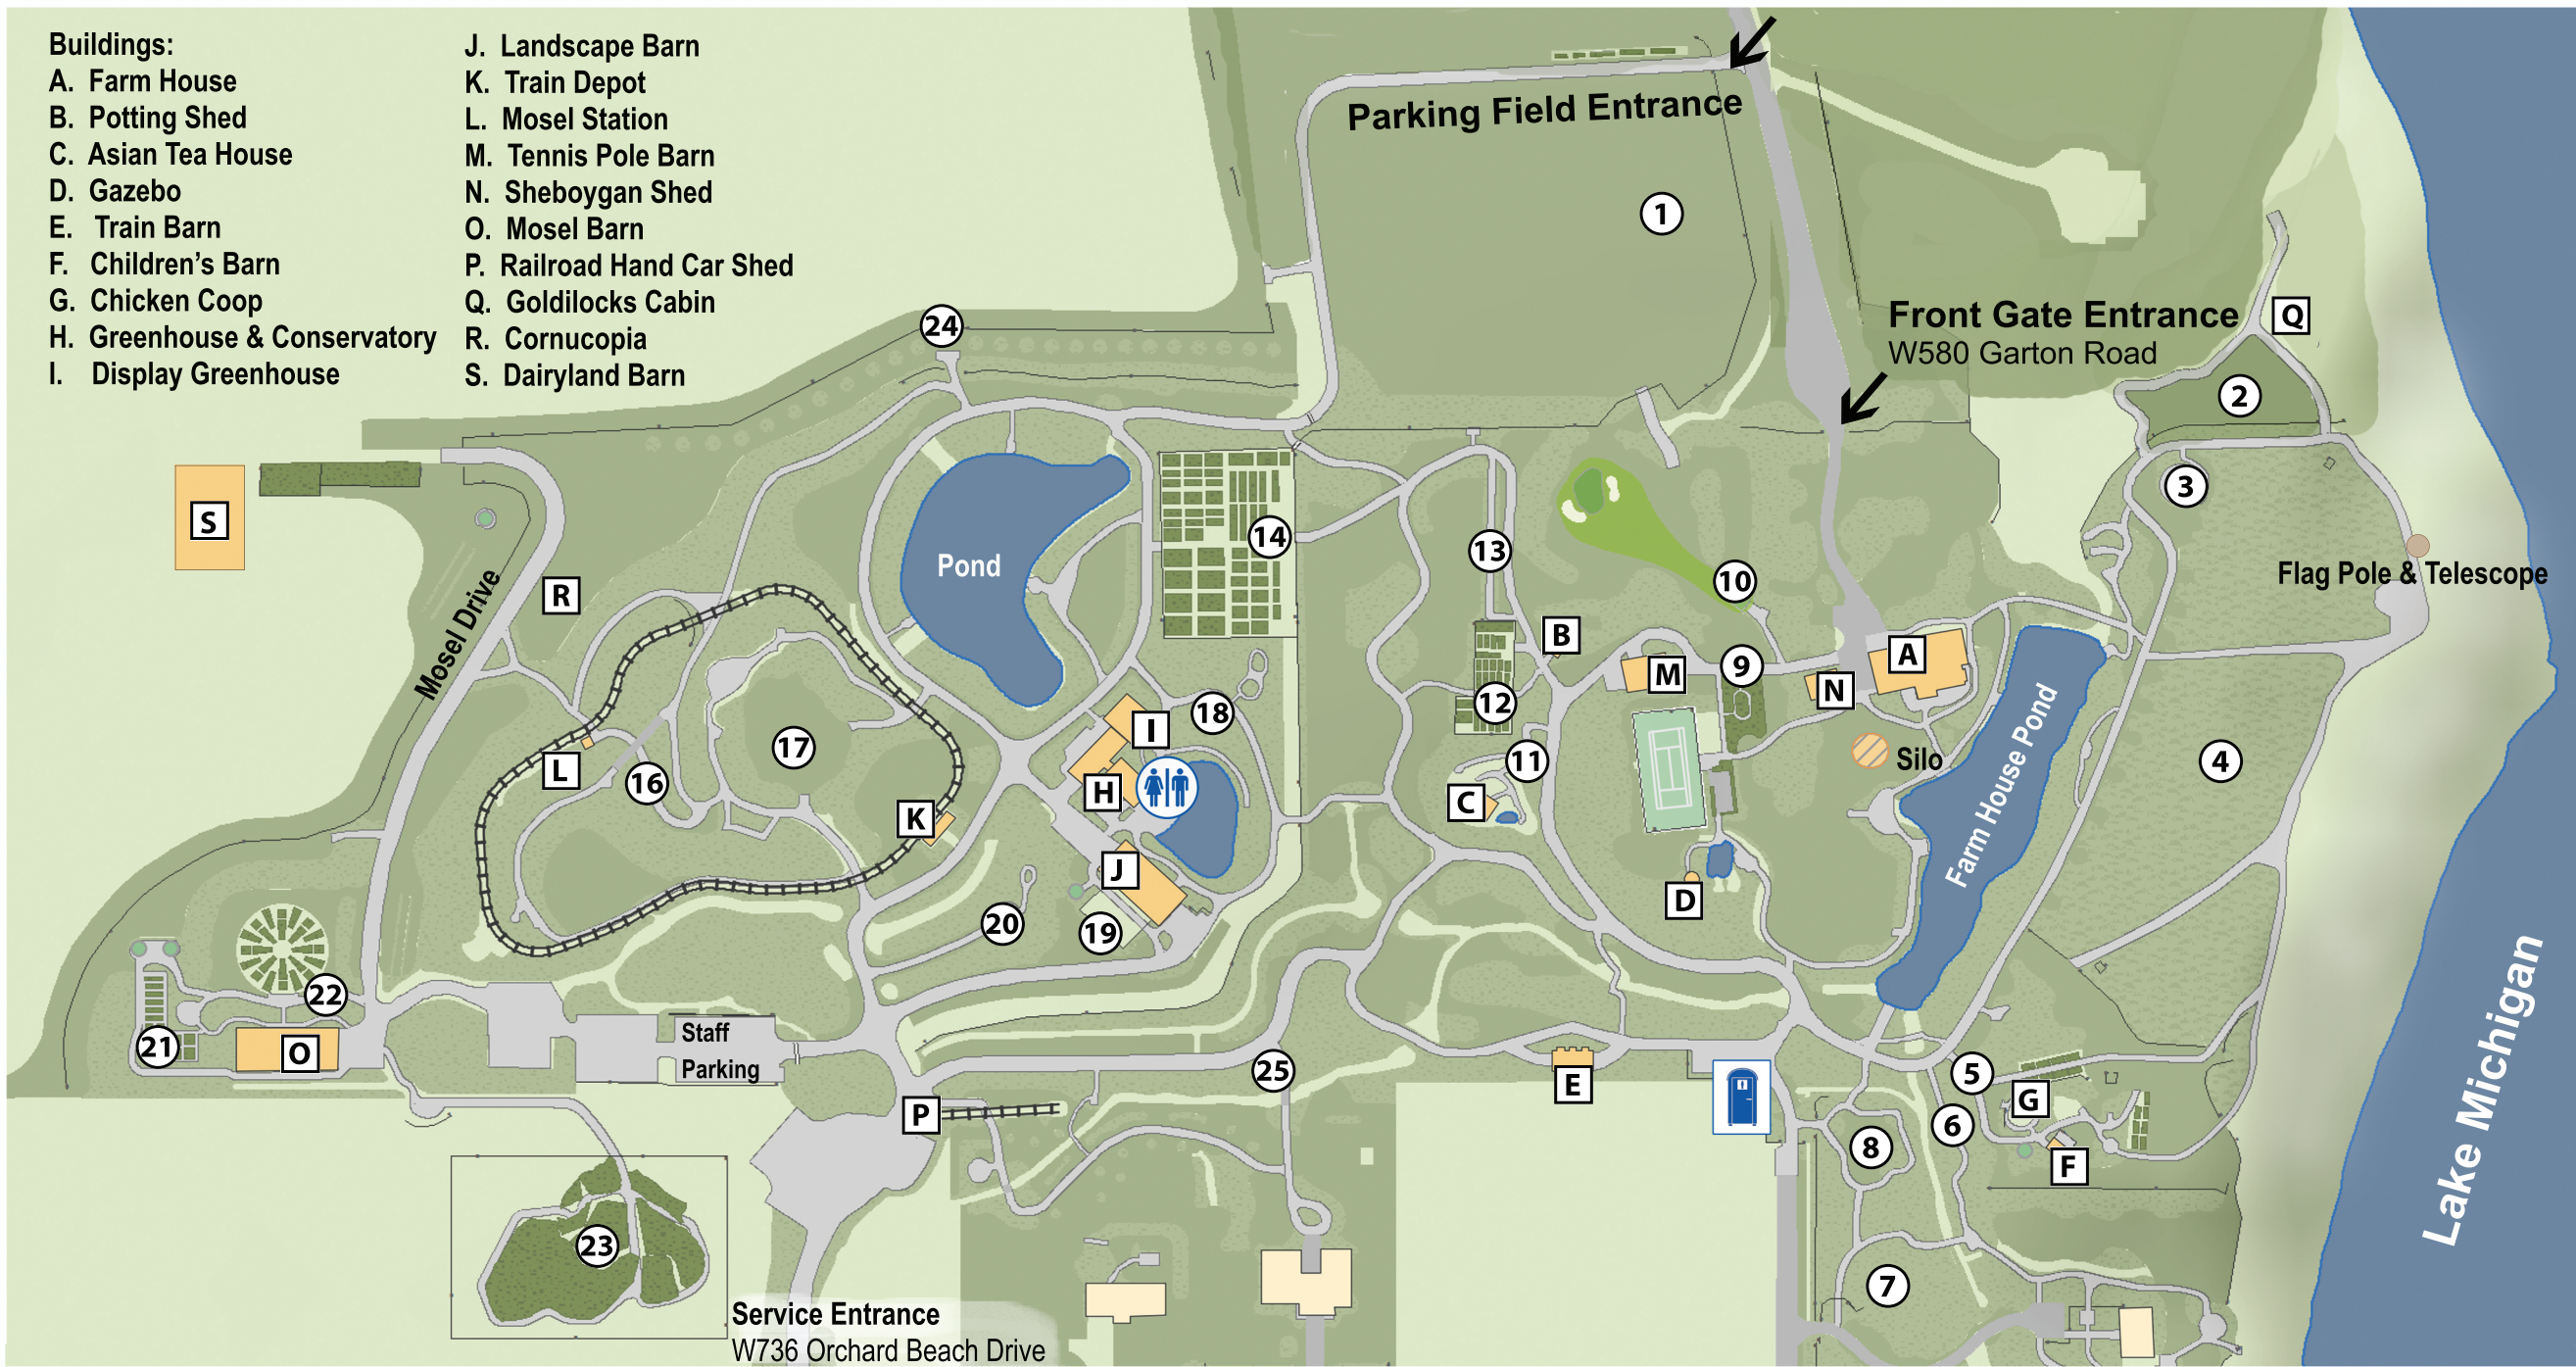 Buildings:
A. Farm House
B. Potting Shed
C. Asian Tea House
D. Gazebo
E. Train Barn
F. Children's Barn
G. Chicken Coop
H. Greenhouse & Conservatory
I. Display Greenhouse
J. Landscape Barn
K. Train Depot
L. Mosel Station
M. Tennis Pole Barn
N. Sheboygan Shed
O. Mosel Barn
P. Railroad Hand Car Shed
Q. Goldilocks Cabin
R. Cornucopia
S. Dairyland Barn
Parking Field Entrance
1
Front Gate Entrance
W580 Garton Road
Q
24
2
3
S
14
13
Pond
10
Flag Pole & Telescope
R
Mosel Drive
B
A
M
9
N
12
18
I
17
11
Silo
4
L
16
H
C
Farm House Pond
K
J
D
20
19
22
Lake Michigan
21
O
Staff
Parking
25
E
5
G
P
6
8
F
23
7
Service Entrance
W736 Orchard Beach Drive